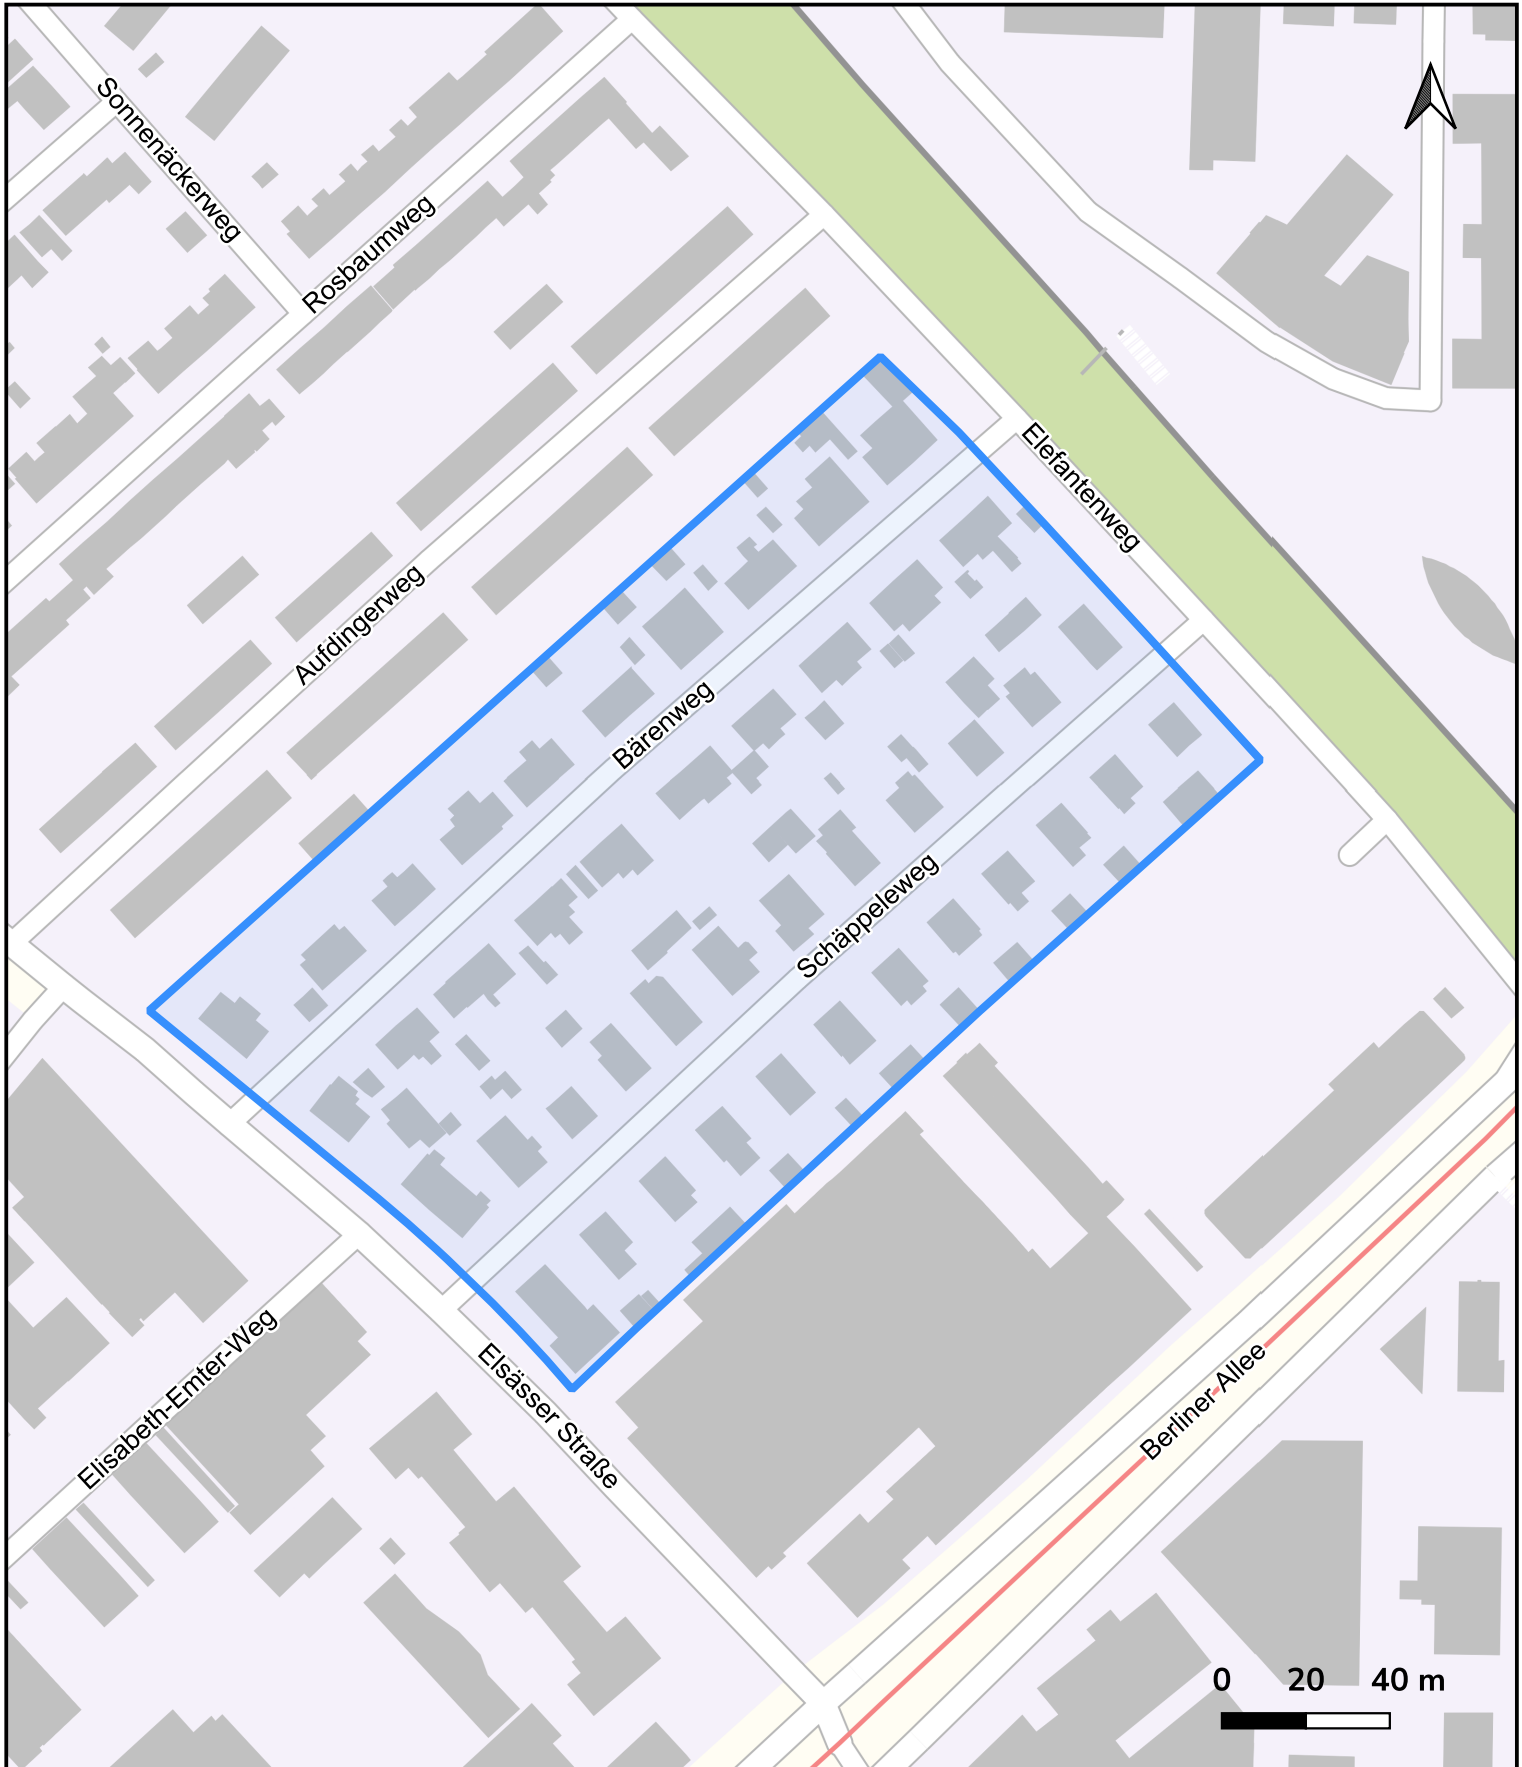 Sonnenäckerweg
Rosbaumweg
Elefantenweg
Aufdingerweg
Bärenweg
Schäppeleweg
Elisabeth-Emter-Weg
Elsässer Straße
Berliner Allee
0 20 40 m